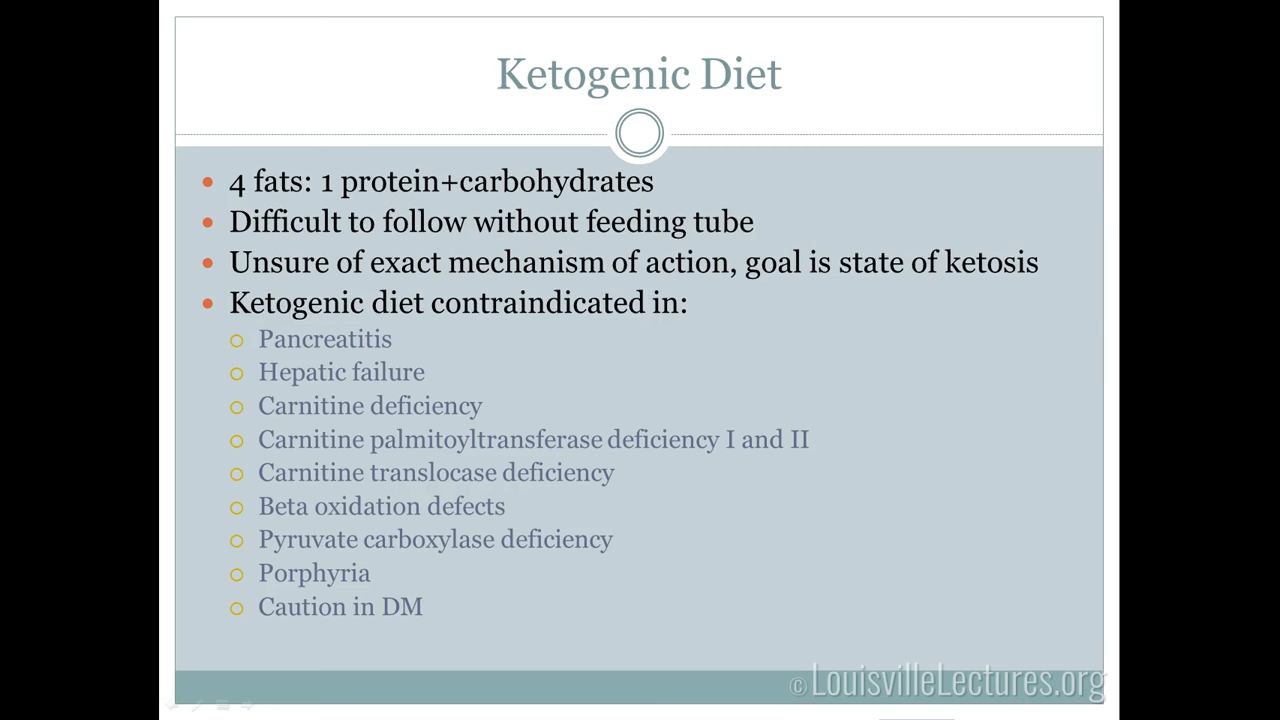 Ketogenic Diet
4 fats: 1 protein+carbohydrates
Difficult to follow without feeding tube
Unsure of exact mechanism of action, goal is state of ketosis
Ketogenic diet contraindicated in:
Pancreatitis
Hepatic failure
Carnitine deficiency
Carnitine palmitoyltransferase deficiency I and II
Carnitine translocase deficiency
Beta oxidation defects
Pyruvate carboxylase deficiency
Porphyria
Caution in DM
© LouisvilleLectures.org